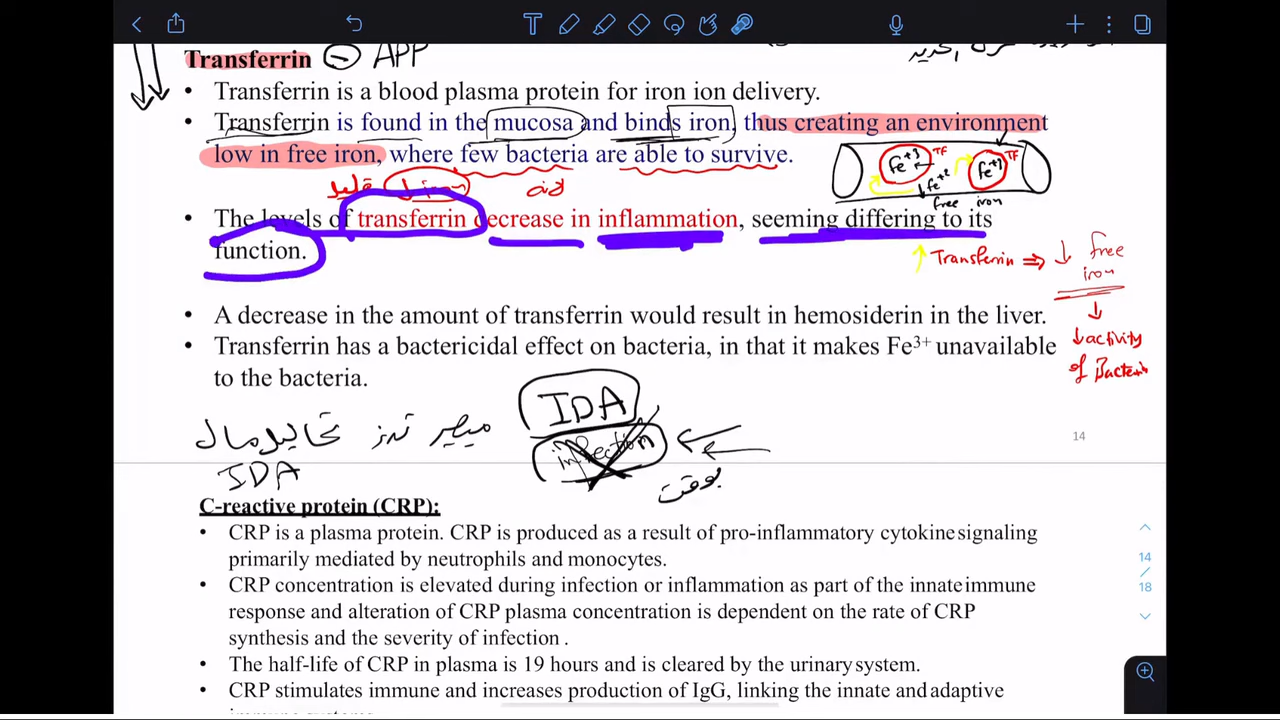 Transferrin - APP
• Transferrin is a blood plasma protein for iron ion delivery.
• Transferrin is found in the mucosa and binds iron, thus creating an environment
low in free iron, where few bacteria are able to survive.
Fe+3 TF
Fe+3 TF
↓ Fe+2
free iron
• The levels of transferrin decrease in inflammation, seeming differing to its
function.
↑ Transferrin ⇒ ↓ free
iron
↓
↓ activity
of Bacteria
• A decrease in the amount of transferrin would result in hemosiderin in the liver.
• Transferrin has a bactericidal effect on bacteria, in that it makes Fe3+ unavailable
to the bacteria.
IDA
infection
IDA
بوقت
14
C-reactive protein (CRP):
• CRP is a plasma protein. CRP is produced as a result of pro-inflammatory cytokine signaling
primarily mediated by neutrophils and monocytes.
• CRP concentration is elevated during infection or inflammation as part of the innate immune
response and alteration of CRP plasma concentration is dependent on the rate of CRP
synthesis and the severity of infection .
• The half-life of CRP in plasma is 19 hours and is cleared by the urinary system.
• CRP stimulates immune and increases production of IgG, linking the innate and adaptive
14
/
18